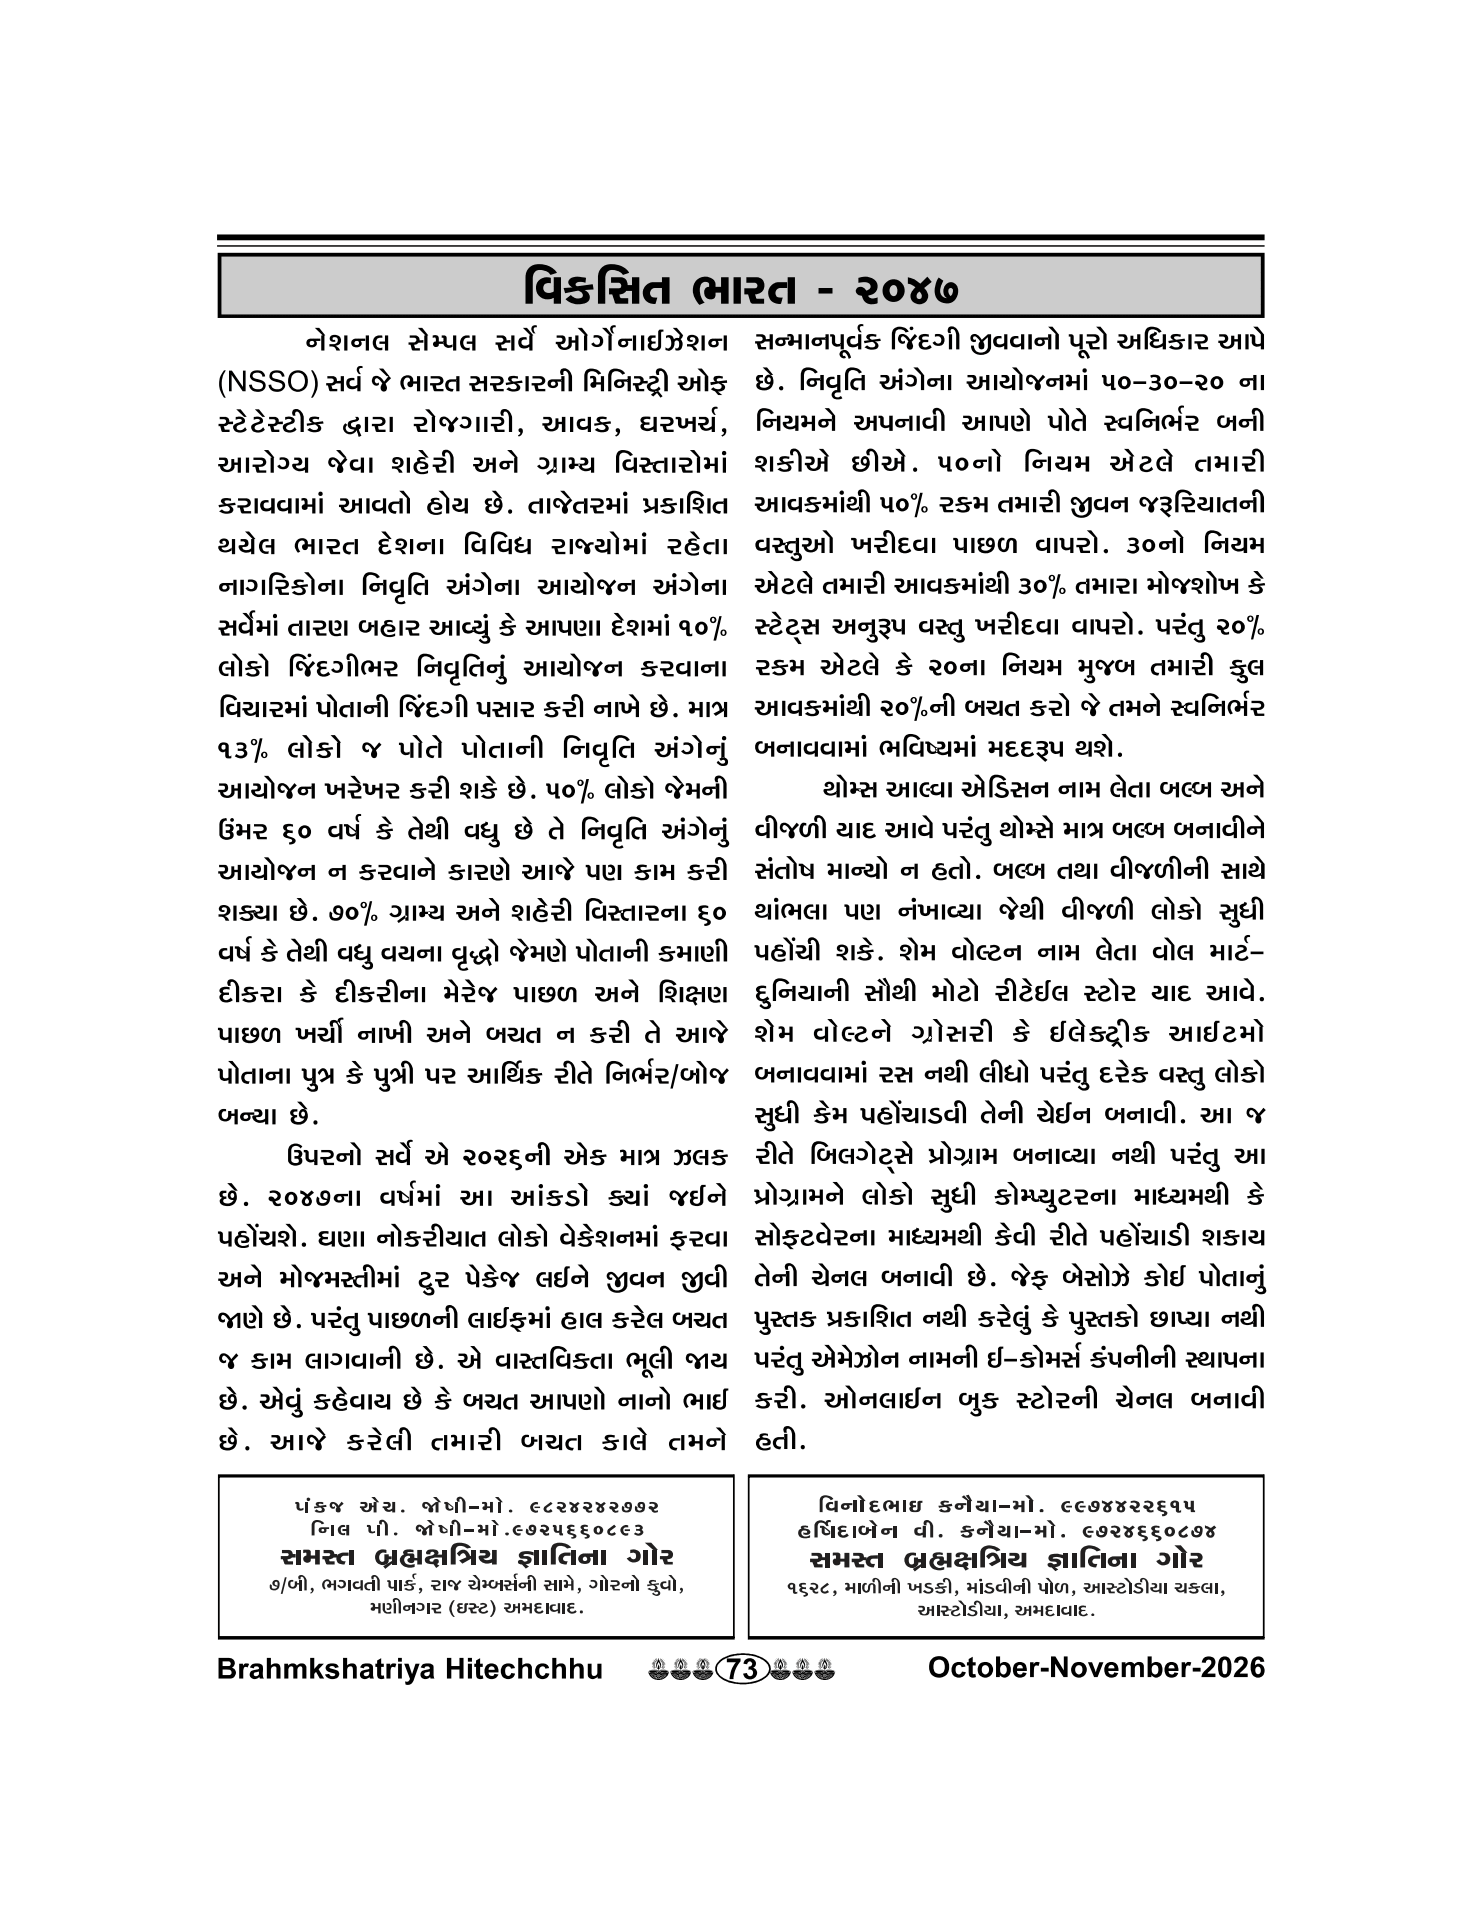 વિકસિત ભારત - ૨૦૪૭
નેશનલ સેમ્પલ સર્વે ઓર્ગેનાઈઝેશન
(NSSO) સર્વ જે ભારત સરકારની મિનિસ્ટ્રી ઓફ
સ્ટેટેસ્ટીક દ્વારા રોજગારી, આવક, ઘરખર્ચ,
આરોગ્ય જેવા શહેરી અને ગ્રામ્ય વિસ્તારોમાં
કરાવવામાં આવતો હોય છે. તાજેતરમાં પ્રકાશિત
થયેલ ભારત દેશના વિવિધ રાજ્યોમાં રહેતા
નાગરિકોના નિવૃતિ અંગેના આયોજન અંગેના
સર્વેમાં તારણ બહાર આવ્યું કે આપણા દેશમાં ૧૦%
લોકો જિંદગીભર નિવૃતિનું આયોજન કરવાના
વિચારમાં પોતાની જિંદગી પસાર કરી નાખે છે. માત્ર
૧૩% લોકો જ પોતે પોતાની નિવૃતિ અંગેનું
આયોજન ખરેખર કરી શકે છે. ૫૦% લોકો જેમની
ઉંમર ૬૦ વર્ષ કે તેથી વધુ છે તે નિવૃતિ અંગેનું
આયોજન ન કરવાને કારણે આજે પણ કામ કરી
શક્યા છે. ૭૦% ગ્રામ્ય અને શહેરી વિસ્તારના ૬૦
વર્ષ કે તેથી વધુ વયના વૃદ્ધો જેમણે પોતાની કમાણી
દીકરા કે દીકરીના મેરેજ પાછળ અને શિક્ષણ
પાછળ ખર્ચી નાખી અને બચત ન કરી તે આજે
પોતાના પુત્ર કે પુત્રી પર આર્થિક રીતે નિર્ભર/બોજ
બન્યા છે.
ઉપરનો સર્વે એ ૨૦૨૬ની એક માત્ર ઝલક
છે. ૨૦૪૭ના વર્ષમાં આ આંકડો ક્યાં જઈને
પહોંચશે. ઘણા નોકરીયાત લોકો વેકેશનમાં ફરવા
અને મોજમસ્તીમાં ટુર પેકેજ લઈને જીવન જીવી
જાણે છે. પરંતુ પાછળની લાઈફમાં હાલ કરેલ બચત
જ કામ લાગવાની છે. એ વાસ્તવિક્તા ભૂલી જાય
છે. એવું કહેવાય છે કે બચત આપણો નાનો ભાઈ
છે. આજે કરેલી તમારી બચત કાલે તમને
સન્માનપૂર્વક જિંદગી જીવવાનો પૂરો અધિકાર આપે
છે. નિવૃતિ અંગેના આયોજનમાં ૫૦–૩૦–૨૦ ના
નિયમને અપનાવી આપણે પોતે સ્વનિર્ભર બની
શકીએ છીએ. ૫૦નો નિયમ એટલે તમારી
આવકમાંથી ૫૦% રકમ તમારી જીવન જરૂરિયાતની
વસ્તુઓ ખરીદવા પાછળ વાપરો. ૩૦નો નિયમ
એટલે તમારી આવકમાંથી ૩૦% તમારા મોજશોખ કે
સ્ટેટ્સ અનુરૂપ વસ્તુ ખરીદવા વાપરો. પરંતુ ૨૦%
રકમ એટલે કે ૨૦ના નિયમ મુજબ તમારી કુલ
આવકમાંથી ૨૦%ની બચત કરો જે તમને સ્વનિર્ભર
બનાવવામાં ભવિષ્યમાં મદદરૂપ થશે.
થોમ્સ આલ્વા એડિસન નામ લેતા બલ્બ અને
વીજળી યાદ આવે પરંતુ થોમ્સે માત્ર બલ્બ બનાવીને
સંતોષ માન્યો ન હતો. બલ્બ તથા વીજળીની સાથે
થાંભલા પણ નંખાવ્યા જેથી વીજળી લોકો સુધી
પહોંચી શકે. શેમ વોલ્ટન નામ લેતા વોલ માર્ટ–
દુનિયાની સૌથી મોટો રીટેઈલ સ્ટોર યાદ આવે.
શેમ વોલ્ટને ગ્રોસરી કે ઈલેક્ટ્રીક આઈટમો
બનાવવામાં રસ નથી લીધો પરંતુ દરેક વસ્તુ લોકો
સુધી કેમ પહોંચાડવી તેની ચેઈન બનાવી. આ જ
રીતે બિલગેટ્સે પ્રોગ્રામ બનાવ્યા નથી પરંતુ આ
પ્રોગ્રામને લોકો સુધી કોમ્પ્યુટરના માધ્યમથી કે
સોફટવેરના માધ્યમથી કેવી રીતે પહોંચાડી શકાય
તેની ચેનલ બનાવી છે. જેફ બેસોઝે કોઈ પોતાનું
પુસ્તક પ્રકાશિત નથી કરેલું કે પુસ્તકો છાપ્યા નથી
પરંતુ એમેઝોન નામની ઈ–કોમર્સ કંપનીની સ્થાપના
કરી. ઓનલાઈન બુક સ્ટોરની ચેનલ બનાવી
હતી.
પંકજ એચ. જોષી–મો. ૯૮૨૪૨૪૨૭૭૨
નિલ પી. જોષી–મો.૯૭૨૫૬૬૦૮૯૩
સમસ્ત બ્રહ્મક્ષત્રિય જ્ઞાતિના ગોર
૭/બી, ભગવતી પાર્ક, રાજ ચેમ્બર્સની સામે, ગોરનો કુવો,
મણીનગર (ઇસ્ટ) અમદાવાદ.
વિનોદભાઇ કનૈયા–મો. ૯૯૭૪૪૨૨૬૧૫
હર્ષિદાબેન વી. કનૈયા–મો. ૯૭૨૪૬૬૦૮૭૪
સમસ્ત બ્રહ્મક્ષત્રિય જ્ઞાતિના ગોર
૧૬૨૮, માળીની ખડકી, માંડવીની પોળ, આસ્ટોડીયા ચકલા,
આસ્ટોડીયા, અમદાવાદ.
Brahmkshatriya Hitechchhu 73 October-November-2026